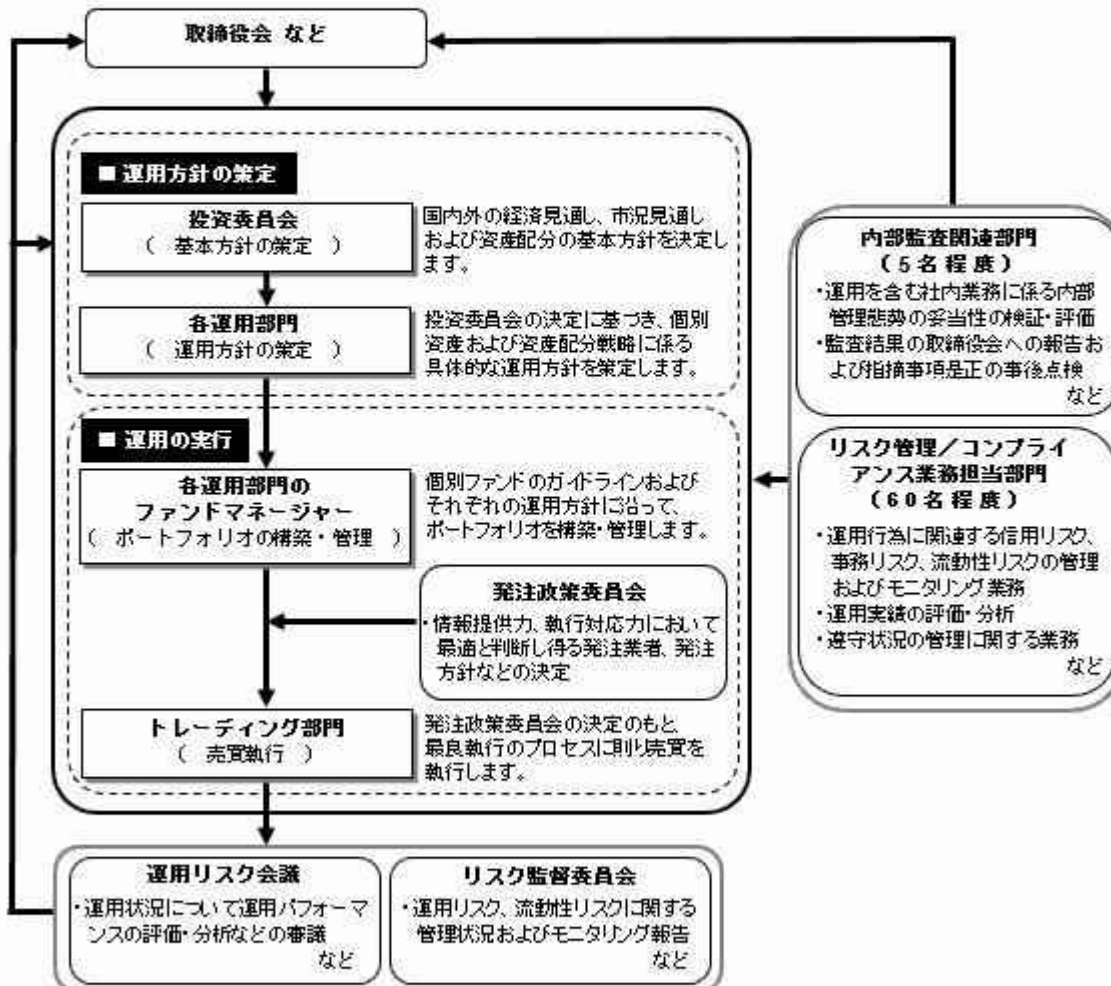 取締役会 など
■ 運用方針の策定
投資委員会
( 基本方針の策定 )
国内外の経済見通し、市況見通し
および資産配分の基本方針を決定し
ます。
各運用部門
( 運用方針の策定 )
投資委員会の決定に基づき、個別
資産および資産配分戦略に係る
具体的な運用方針を策定します。
■ 運用の実行
各運用部門の
ファンドマネージャー
( ポートフォリオの構築・管理 )
個別ファンドのガイドラインおよび
それぞれの運用方針に沿って、
ポートフォリオを構築・管理します。
発注政策委員会
・情報提供力、執行対応力において
最適と判断し得る発注業者、発注
方針などの決定
トレーディング部門
( 売買執行 )
発注政策委員会の決定のもと、
最良執行のプロセスに則り売買を
執行します。
運用リスク会議
・運用状況について運用パフォーマ
ンスの評価・分析などの審議
など
リスク監督委員会
・運用リスク、流動性リスクに関する
管理状況およびモニタリング報告
など
内部監査関連部門
(5名程度)
・運用を含む社内業務に係る内部
管理態勢の妥当性の検証・評価
・監査結果の取締役会への報告お
よび指摘事項是正の事後点検
など
リスク管理/コンプライ
アンス業務担当部門
(60名程度)
・運用行為に関連する信用リスク、
事務リスク、流動性リスクの管理
およびモニタリング業務
・運用実績の評価・分析
・遵守状況の管理に関する業務
など